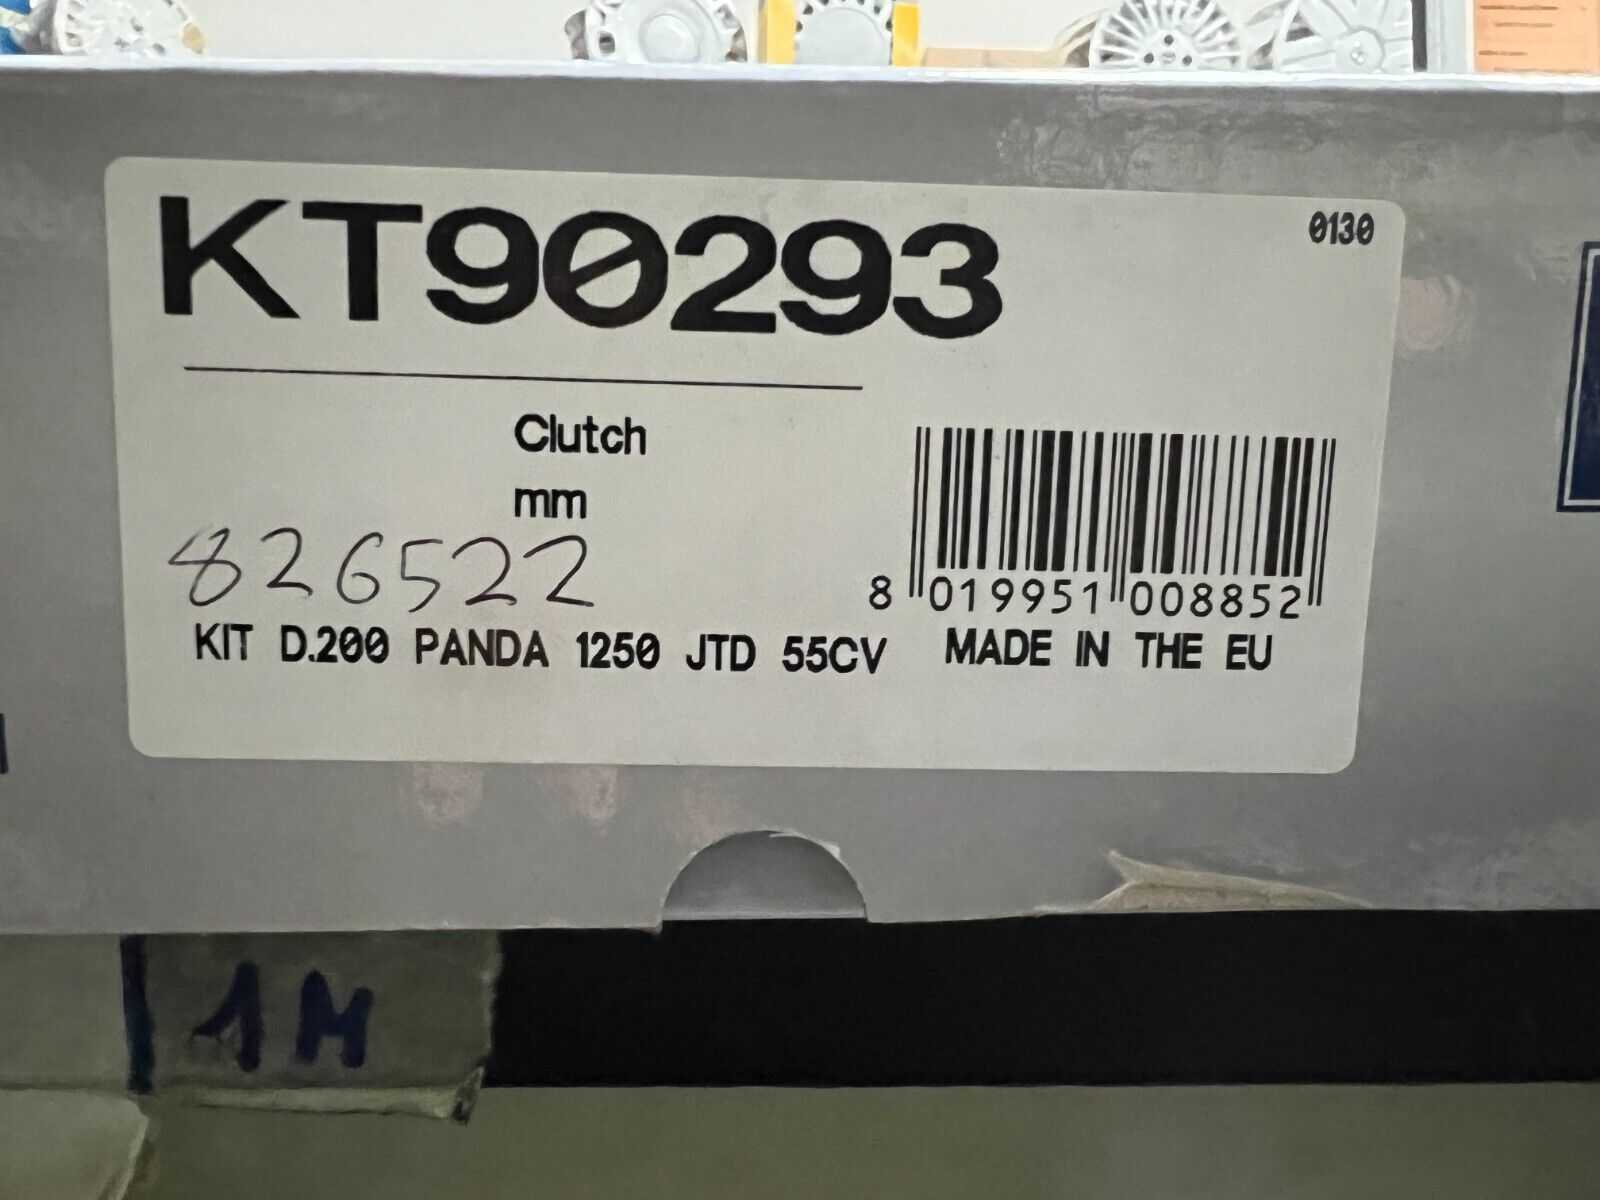 KT90293
0130
Clutch
mm
826522
8 019951 008852
KIT D.200 PANDA 1250 JTD 55CV
MADE IN THE EU
1M